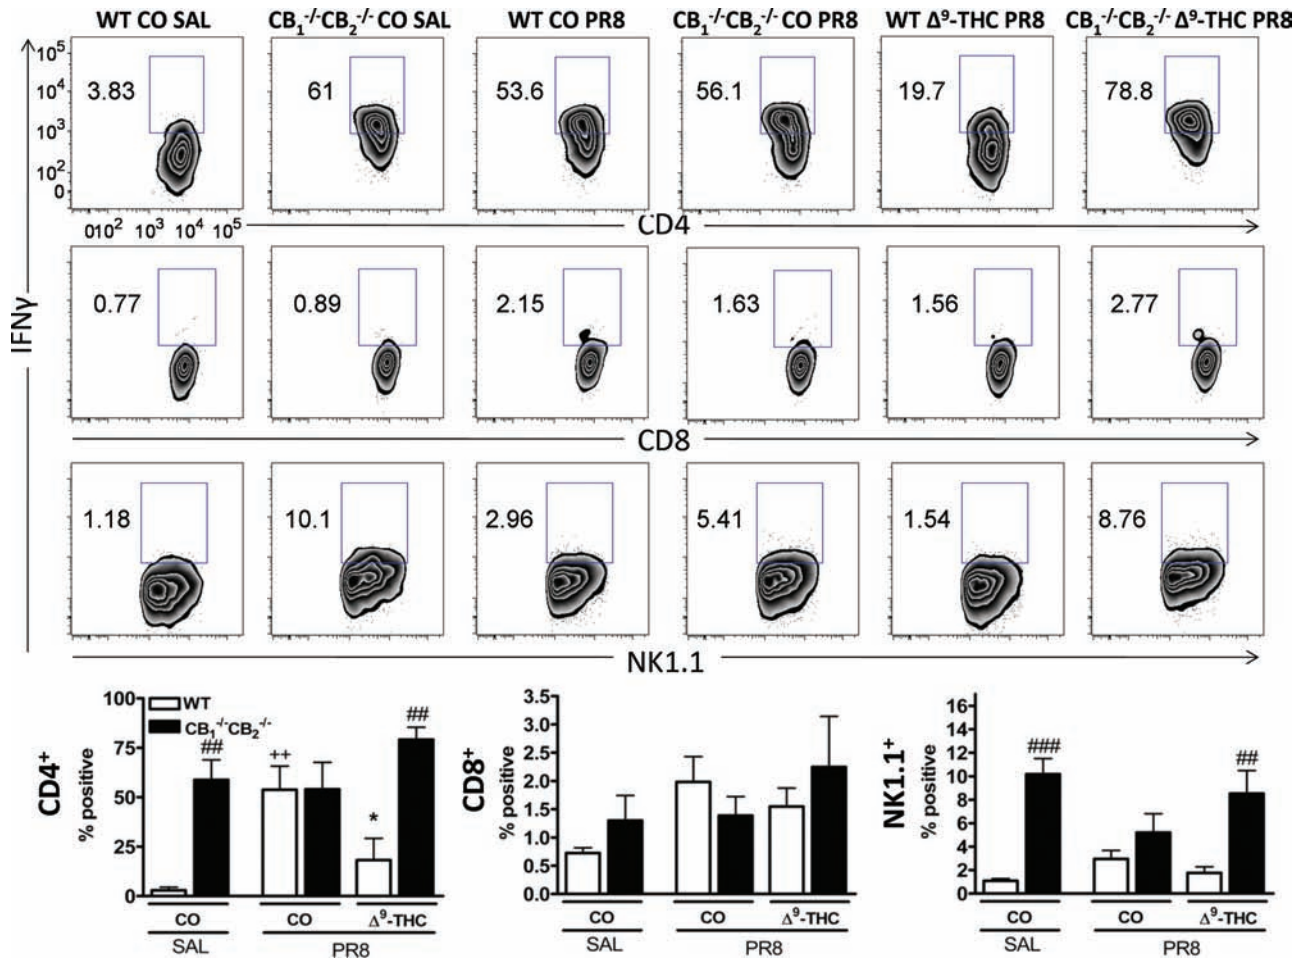 WT CO SAL CB₁⁻/⁻CB₂⁻/⁻ CO SAL WT CO PR8 CB₁⁻/⁻CB₂⁻/⁻ CO PR8 WT Δ⁹-THC PR8 CB₁⁻/⁻CB₂⁻/⁻ Δ⁹-THC PR8
10⁵
10⁴
10³
10²
0
3.83 61 53.6 56.1 19.7 78.8
010² 10³ 10⁴ 10⁵
CD4
IFNγ
0.77 0.89 2.15 1.63 1.56 2.77
CD8
1.18 10.1 2.96 5.41 1.54 8.76
NK1.1
CD4⁺
% positive
100
75
50
25
0
WT
CB₁⁻/⁻CB₂⁻/⁻
## ++ * ##
CO CO Δ⁹-THC
SAL PR8
CD8⁺
% positive
3.5
3.0
2.5
2.0
1.5
1.0
0.5
0.0
CO CO Δ⁹-THC
SAL PR8
NK1.1⁺
% positive
16
14
12
10
8
6
4
2
0
### ##
CO CO Δ⁹-THC
SAL PR8